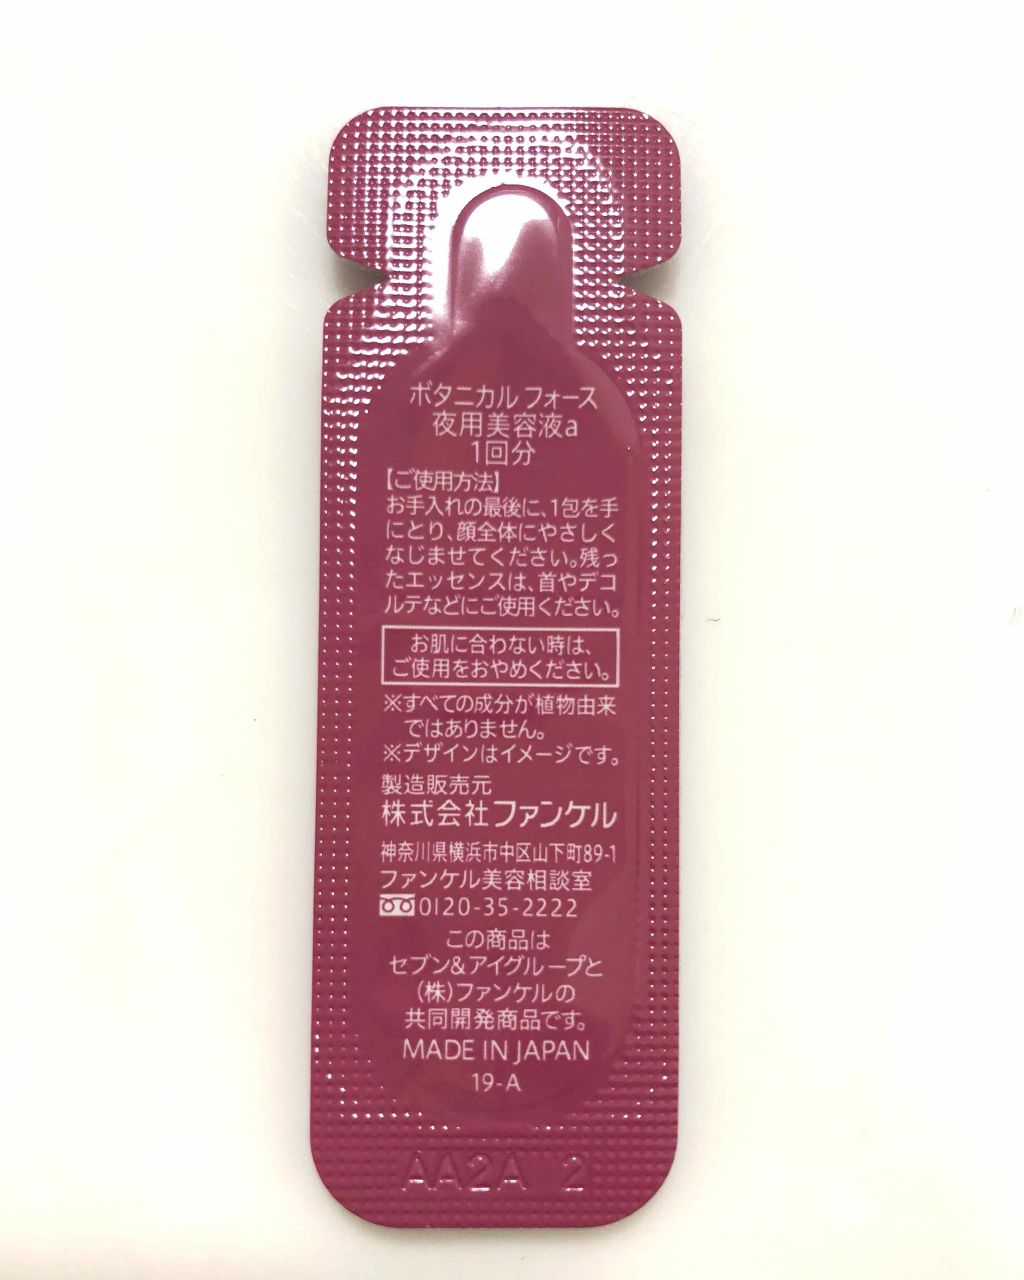 ボタニカル フォース
夜用美容液a
1回分
【ご使用方法】
お手入れの最後に、1包を手
にとり、顔全体にやさしく
なじませてください。残っ
たエッセンスは、首やデコ
ルテなどにご使用ください。
お肌に合わない時は、
ご使用をおやめください。
※すべての成分が植物由来
ではありません。
※デザインはイメージです。
製造販売元
株式会社ファンケル
神奈川県横浜市中区山下町89-1
ファンケル美容相談室
0120-35-2222
この商品は
セブン&アイグループと
(株)ファンケルの
共同開発商品です。
MADE IN JAPAN
19-A
AA2A 2